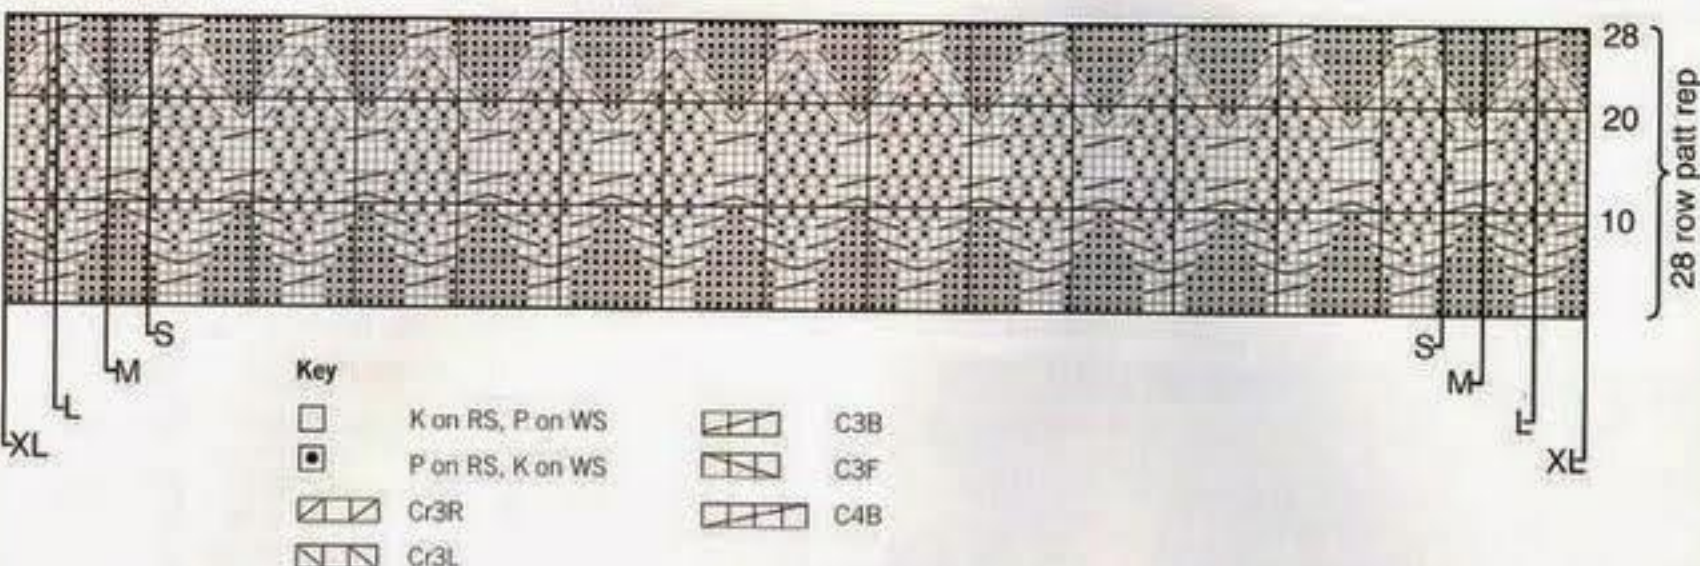 28
20
10
28 row patt rep
S
M
L
XL
S
M
L
XL
Key
K on RS, P on WS
P on RS, K on WS
Cr3R
Cr3L
C3B
C3F
C4B